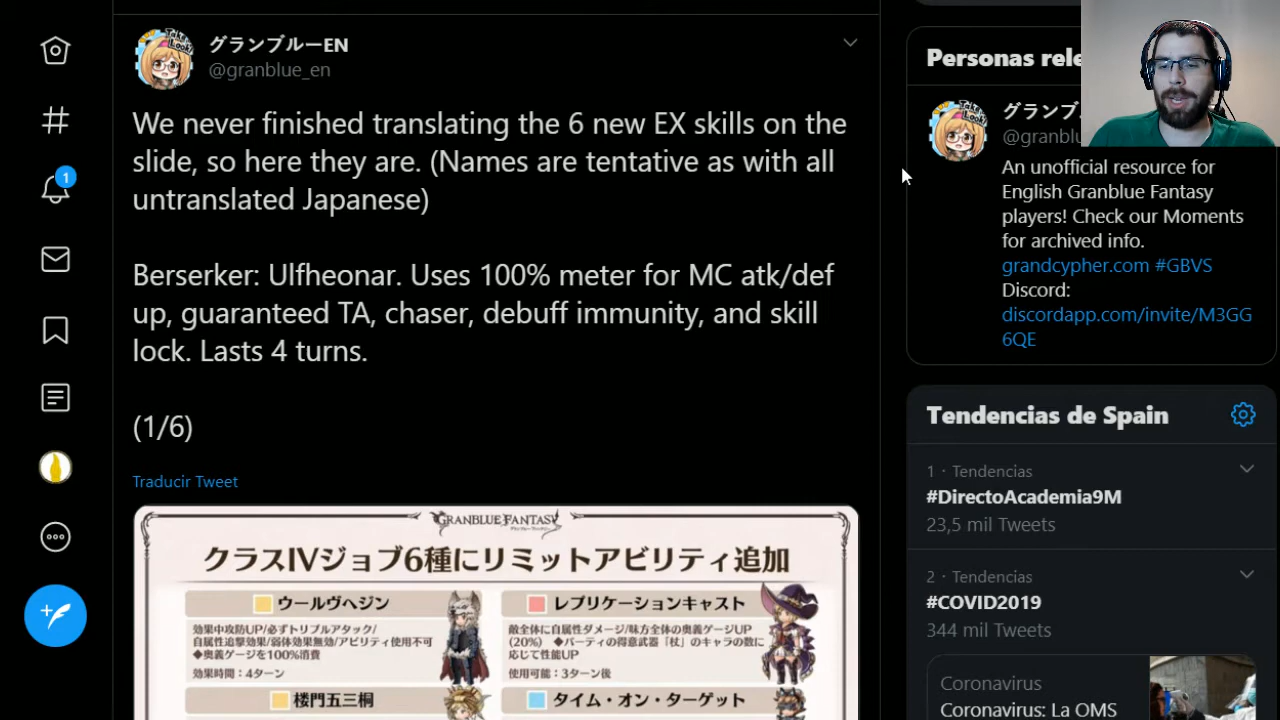 グランブルーEN
@granblue_en
We never finished translating the 6 new EX skills on the
slide, so here they are. (Names are tentative as with all
untranslated Japanese)
Berserker: Ulfheonar. Uses 100% meter for MC atk/def
up, guaranteed TA, chaser, debuff immunity, and skill
lock. Lasts 4 turns.
(1/6)
Traducir Tweet
GRANBLUE FANTASY
クラスIVジョブ6種にリミットアビリティ追加
ウールヴヘジン
効果中攻防UP/必ずトリプルアタック/
自属性追撃効果/弱体効果無効/アビリティ使用不可
◆奥義ゲージを100%消費
効果時間：4ターン
レプリケーションキャスト
敵全体に自属性ダメージ/味方全体の奥義ゲージUP
(20%) ◆パーティの得意武器「杖」のキャラの数に
応じて性能UP
使用可能：3ターン後
楼門五三桐
タイム・オン・ターゲット
1
Personas rele
グランブ
@granblu
An unofficial resource for
English Granblue Fantasy
players! Check our Moments
for archived info.
grandcypher.com #GBVS
Discord:
discordapp.com/invite/M3GG
6QE
Tendencias de Spain
1 · Tendencias
#DirectoAcademia9M
23,5 mil Tweets
2 · Tendencias
#COVID2019
344 mil Tweets
Coronavirus
Coronavirus: La OMS